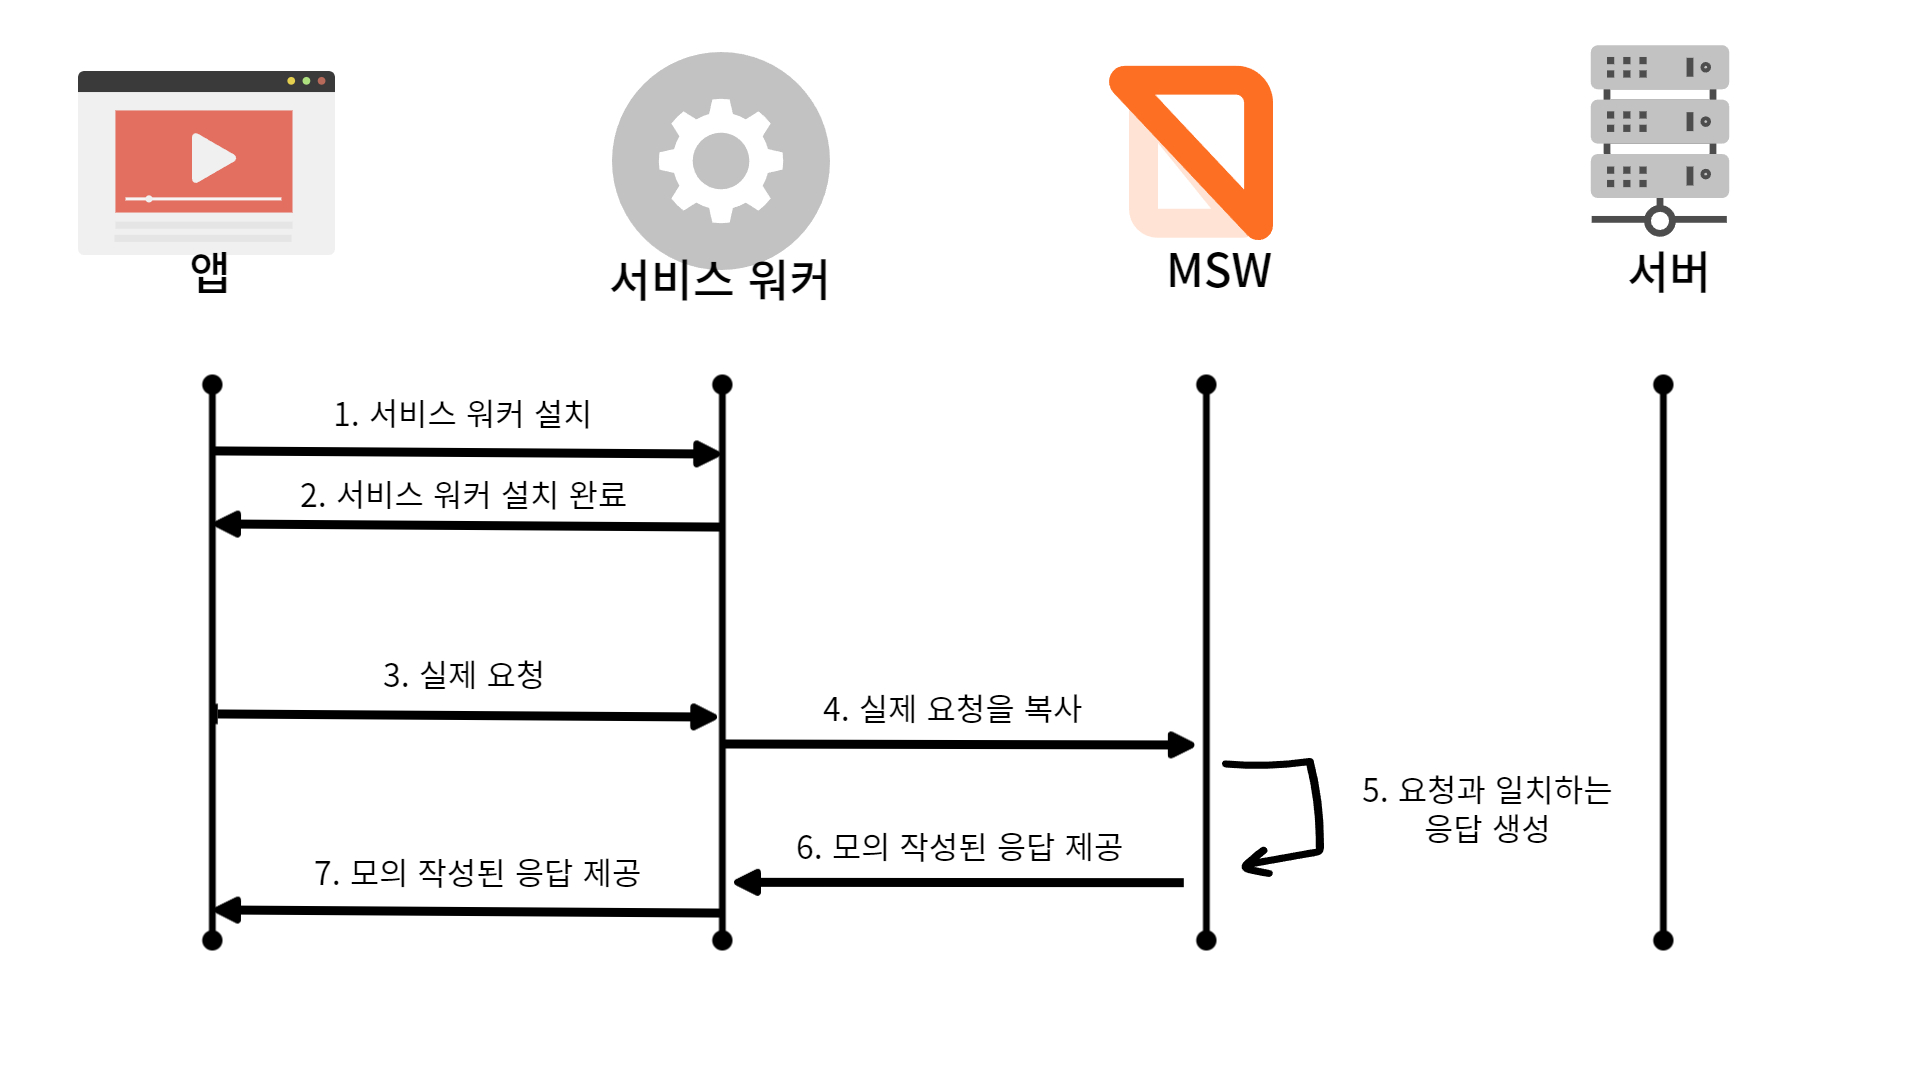 앱
서비스 워커
MSW
서버
1. 서비스 워커 설치
2. 서비스 워커 설치 완료
3. 실제 요청
4. 실제 요청을 복사
5. 요청과 일치하는
응답 생성
6. 모의 작성된 응답 제공
7. 모의 작성된 응답 제공